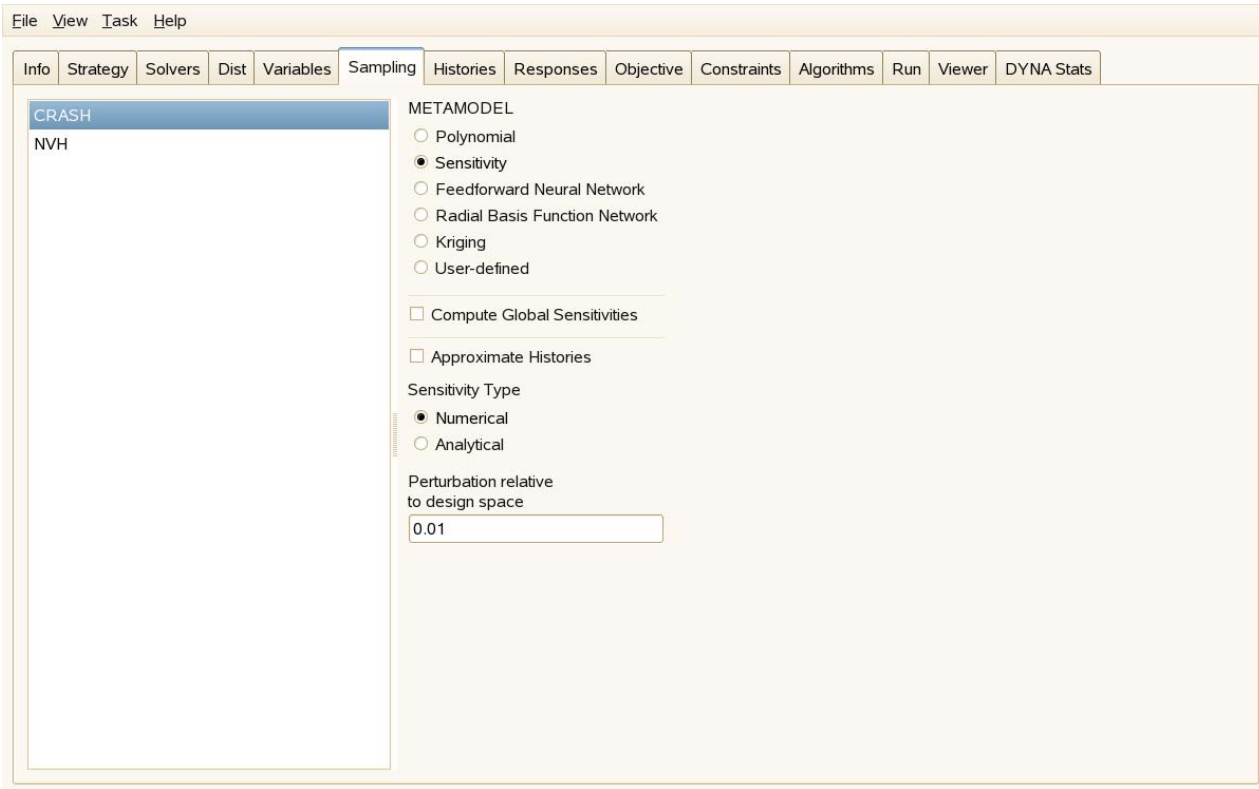 File View Task Help
Info Strategy Solvers Dist Variables Sampling Histories Responses Objective Constraints Algorithms Run Viewer DYNA Stats
CRASH
NVH
METAMODEL
Polynomial
Sensitivity
Feedforward Neural Network
Radial Basis Function Network
Kriging
User-defined
Compute Global Sensitivities
Approximate Histories
Sensitivity Type
Numerical
Analytical
Perturbation relative
to design space
0.01